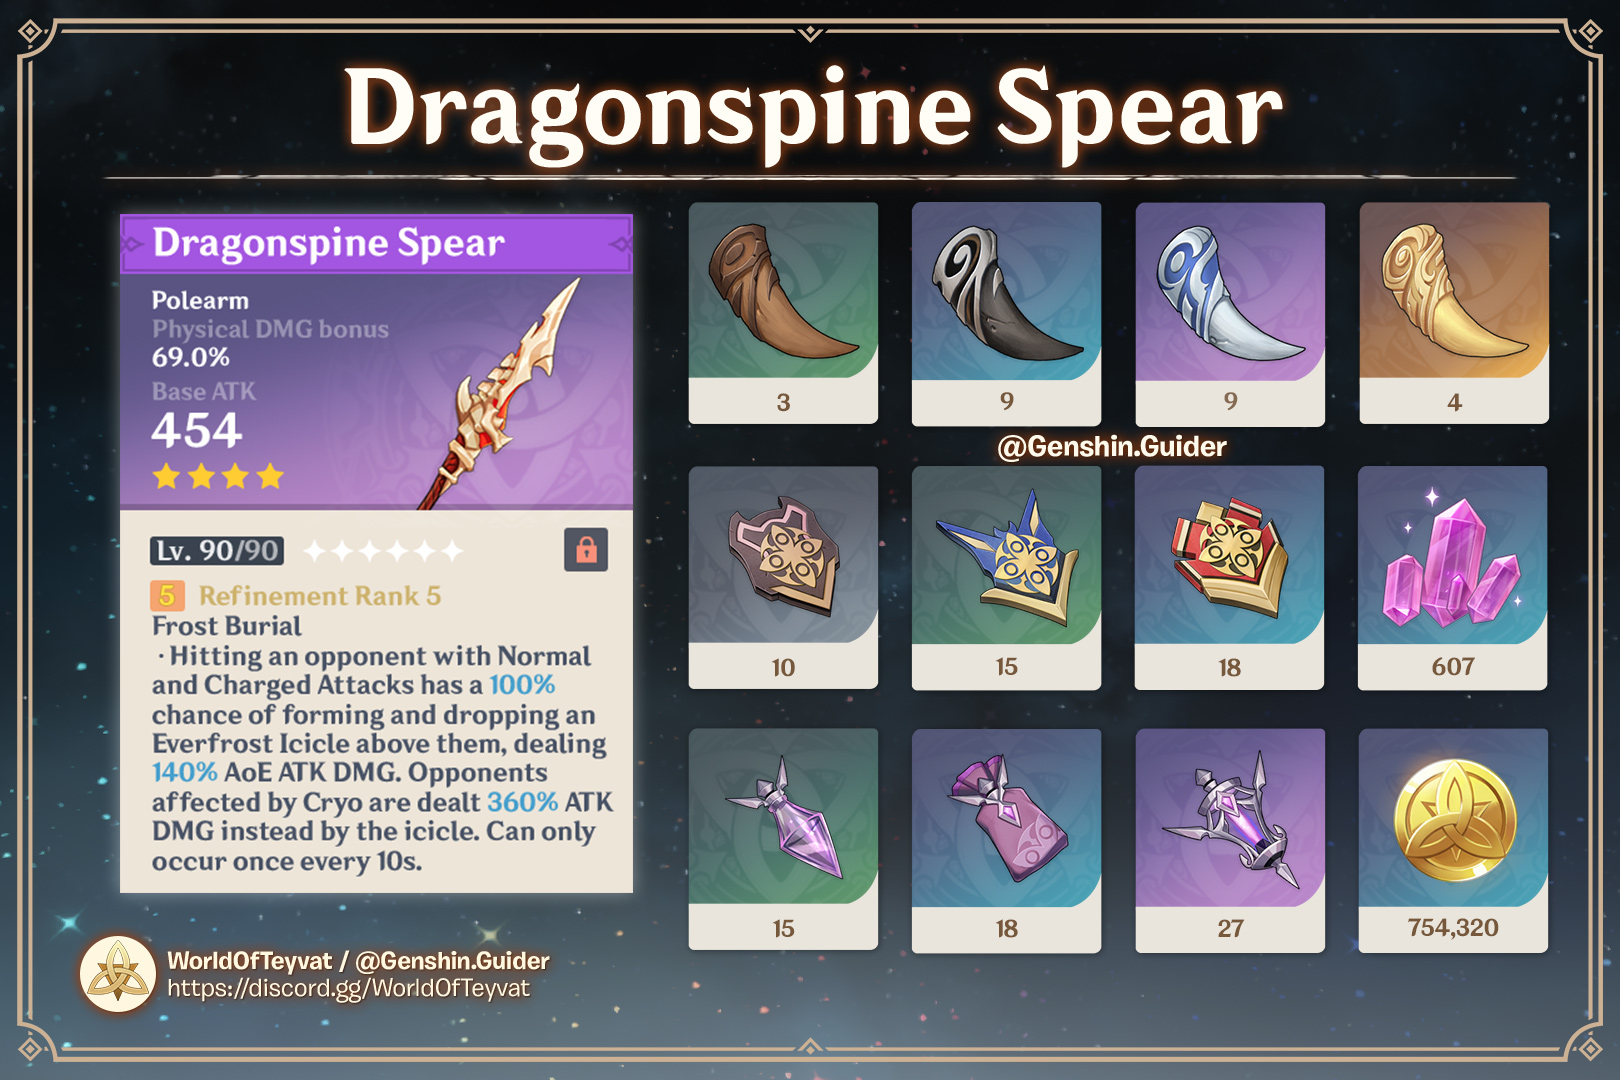 Dragonspine Spear
Dragonspine Spear
Polearm
Physical DMG bonus
69.0%
Base ATK
454
Lv. 90/90
5 Refinement Rank 5
Frost Burial
· Hitting an opponent with Normal
and Charged Attacks has a 100%
chance of forming and dropping an
Everfrost Icicle above them, dealing
140% AoE ATK DMG. Opponents
affected by Cryo are dealt 360% ATK
DMG instead by the icicle. Can only
occur once every 10s.
3
9
9
4
@Genshin.Guider
10
15
18
607
15
18
27
754,320
WorldOfTeyvat / @Genshin.Guider
https://discord.gg/WorldOfTeyvat